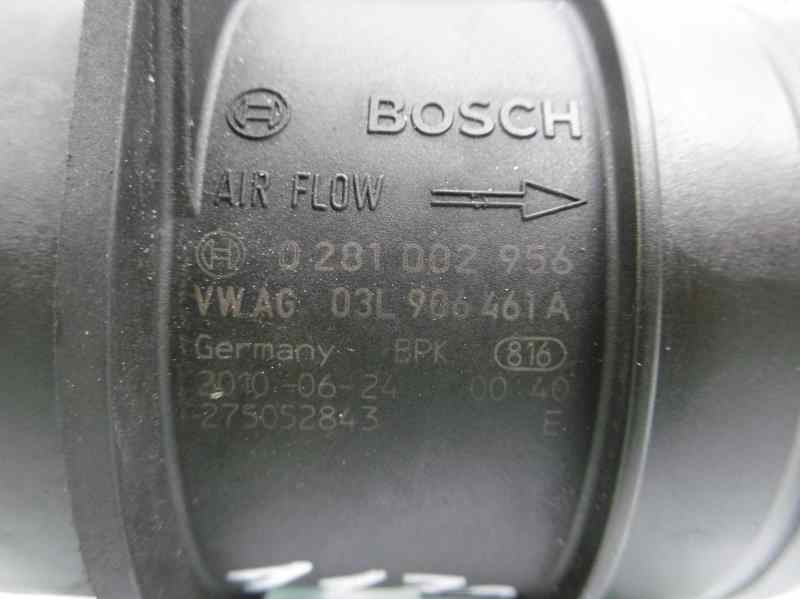 BOSCH
AIR FLOW
0 281 002 956
VW AG 03L 906 461 A
Germany BPK 816
2010-06-24 00:40
-275052843 E